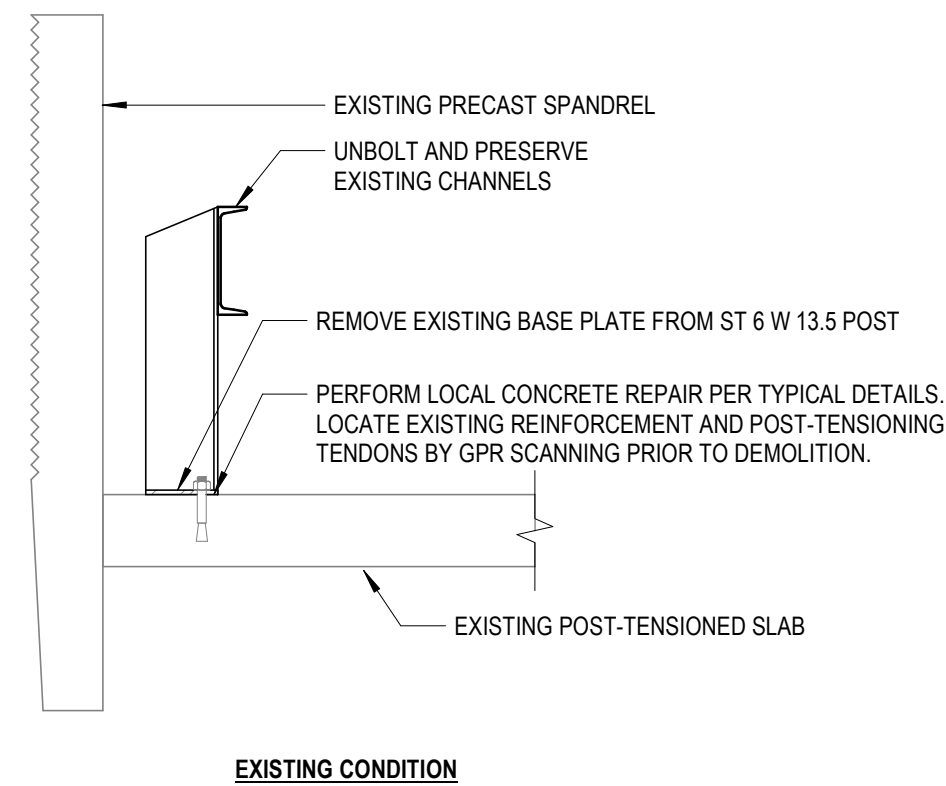 EXISTING PRECAST SPANDREL
UNBOLT AND PRESERVE
EXISTING CHANNELS
REMOVE EXISTING BASE PLATE FROM ST 6 W 13.5 POST
PERFORM LOCAL CONCRETE REPAIR PER TYPICAL DETAILS.
LOCATE EXISTING REINFORCEMENT AND POST-TENSIONING
TENDONS BY GPR SCANNING PRIOR TO DEMOLITION.
EXISTING POST-TENSIONED SLAB
EXISTING CONDITION